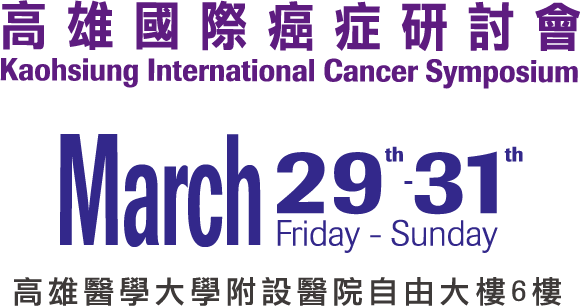 高雄國際癌症研討會
Kaohsiung International Cancer Symposium
March 29th-31th
Friday - Sunday
高雄醫學大學附設醫院自由大樓6樓